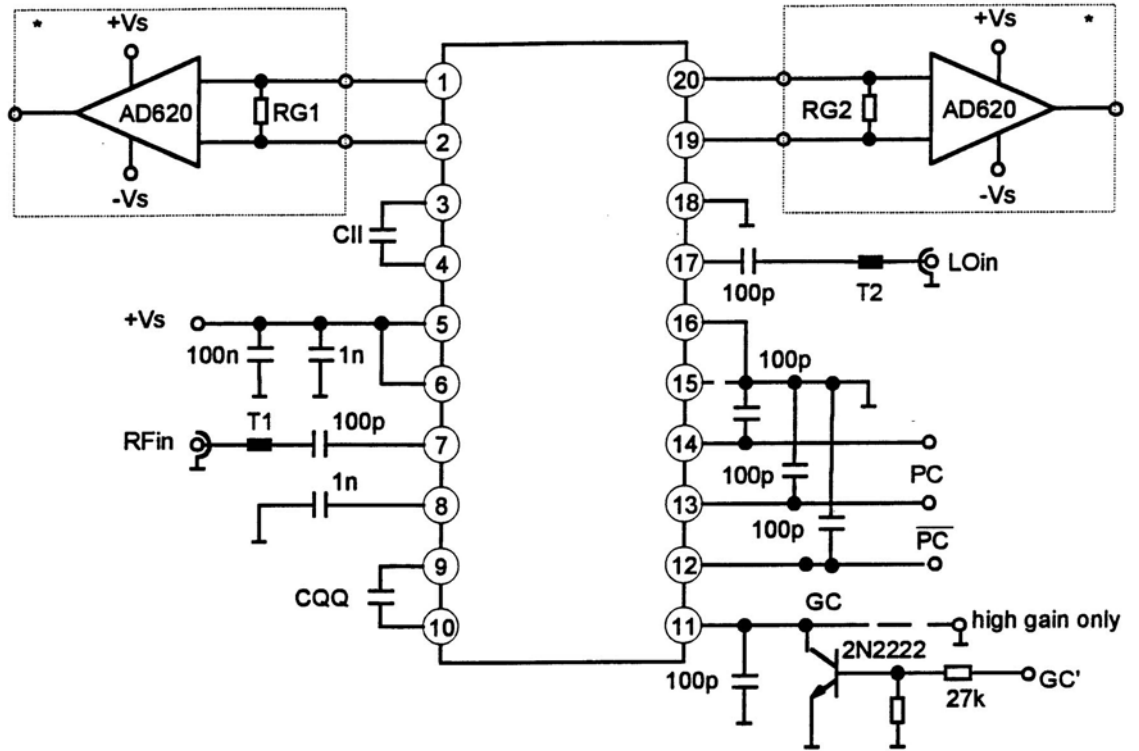 * +Vs
AD620
RG1
-Vs
+Vs *
RG2 AD620
-Vs
1
2
3
4
5
6
7
8
9
10
20
19
18
17
16
15
14
13
12
11
CII
+Vs
100n 1n
T1 100p
RFin
1n
CQQ
100p T2 LOin
100p
100p PC
100p P̅C̅
GC high gain only
2N2222
100p
27k GC'